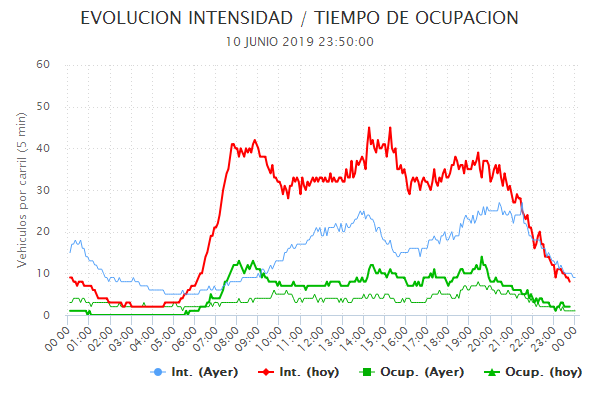 EVOLUCION INTENSIDAD / TIEMPO DE OCUPACION
10 JUNIO 2019 23:50:00
Vehiculos por carril (5 min)
60
50
40
30
20
10
0
00:00 01:00 02:00 03:00 04:00 05:00 06:00 07:00 08:00 09:00 10:00 11:00 12:00 13:00 14:00 15:00 16:00 17:00 18:00 19:00 20:00 21:00 22:00 23:00 00:00
Int. (Ayer) Int. (hoy) Ocup. (Ayer) Ocup. (hoy)